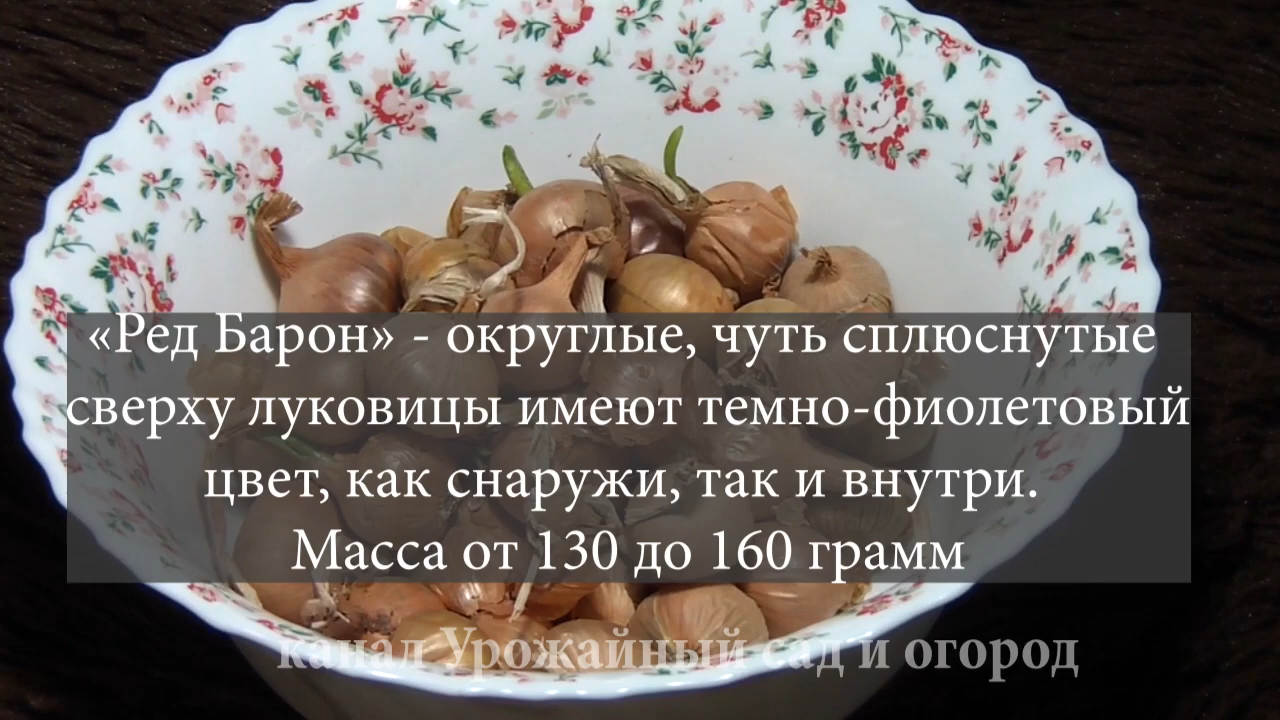 «Ред Барон» - округлые, чуть сплюснутые
сверху луковицы имеют темно-фиолетовый
цвет, как снаружи, так и внутри.
Масса от 130 до 160 грамм
канал Урожайный сад и огород